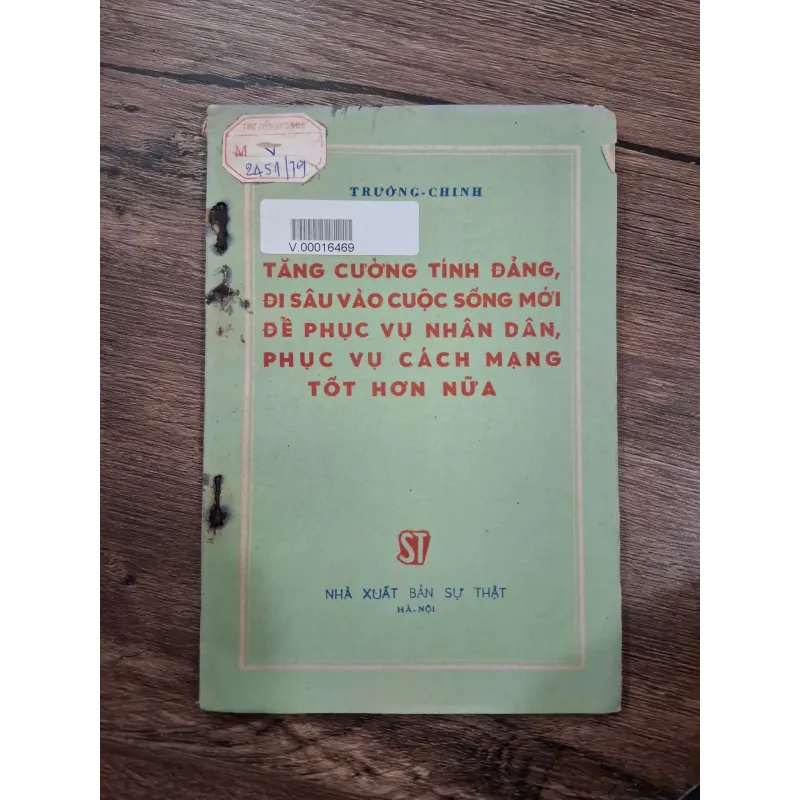 M V
2451/79
TRƯỜNG-CHINH
V.00016469
TĂNG CƯỜNG TÍNH ĐẢNG,
ĐI SÂU VÀO CUỘC SỐNG MỚI
ĐỂ PHỤC VỤ NHÂN DÂN,
PHỤC VỤ CÁCH MẠNG
TỐT HƠN NỮA
ST
NHÀ XUẤT BẢN SỰ THẬT
HÀ-NỘI